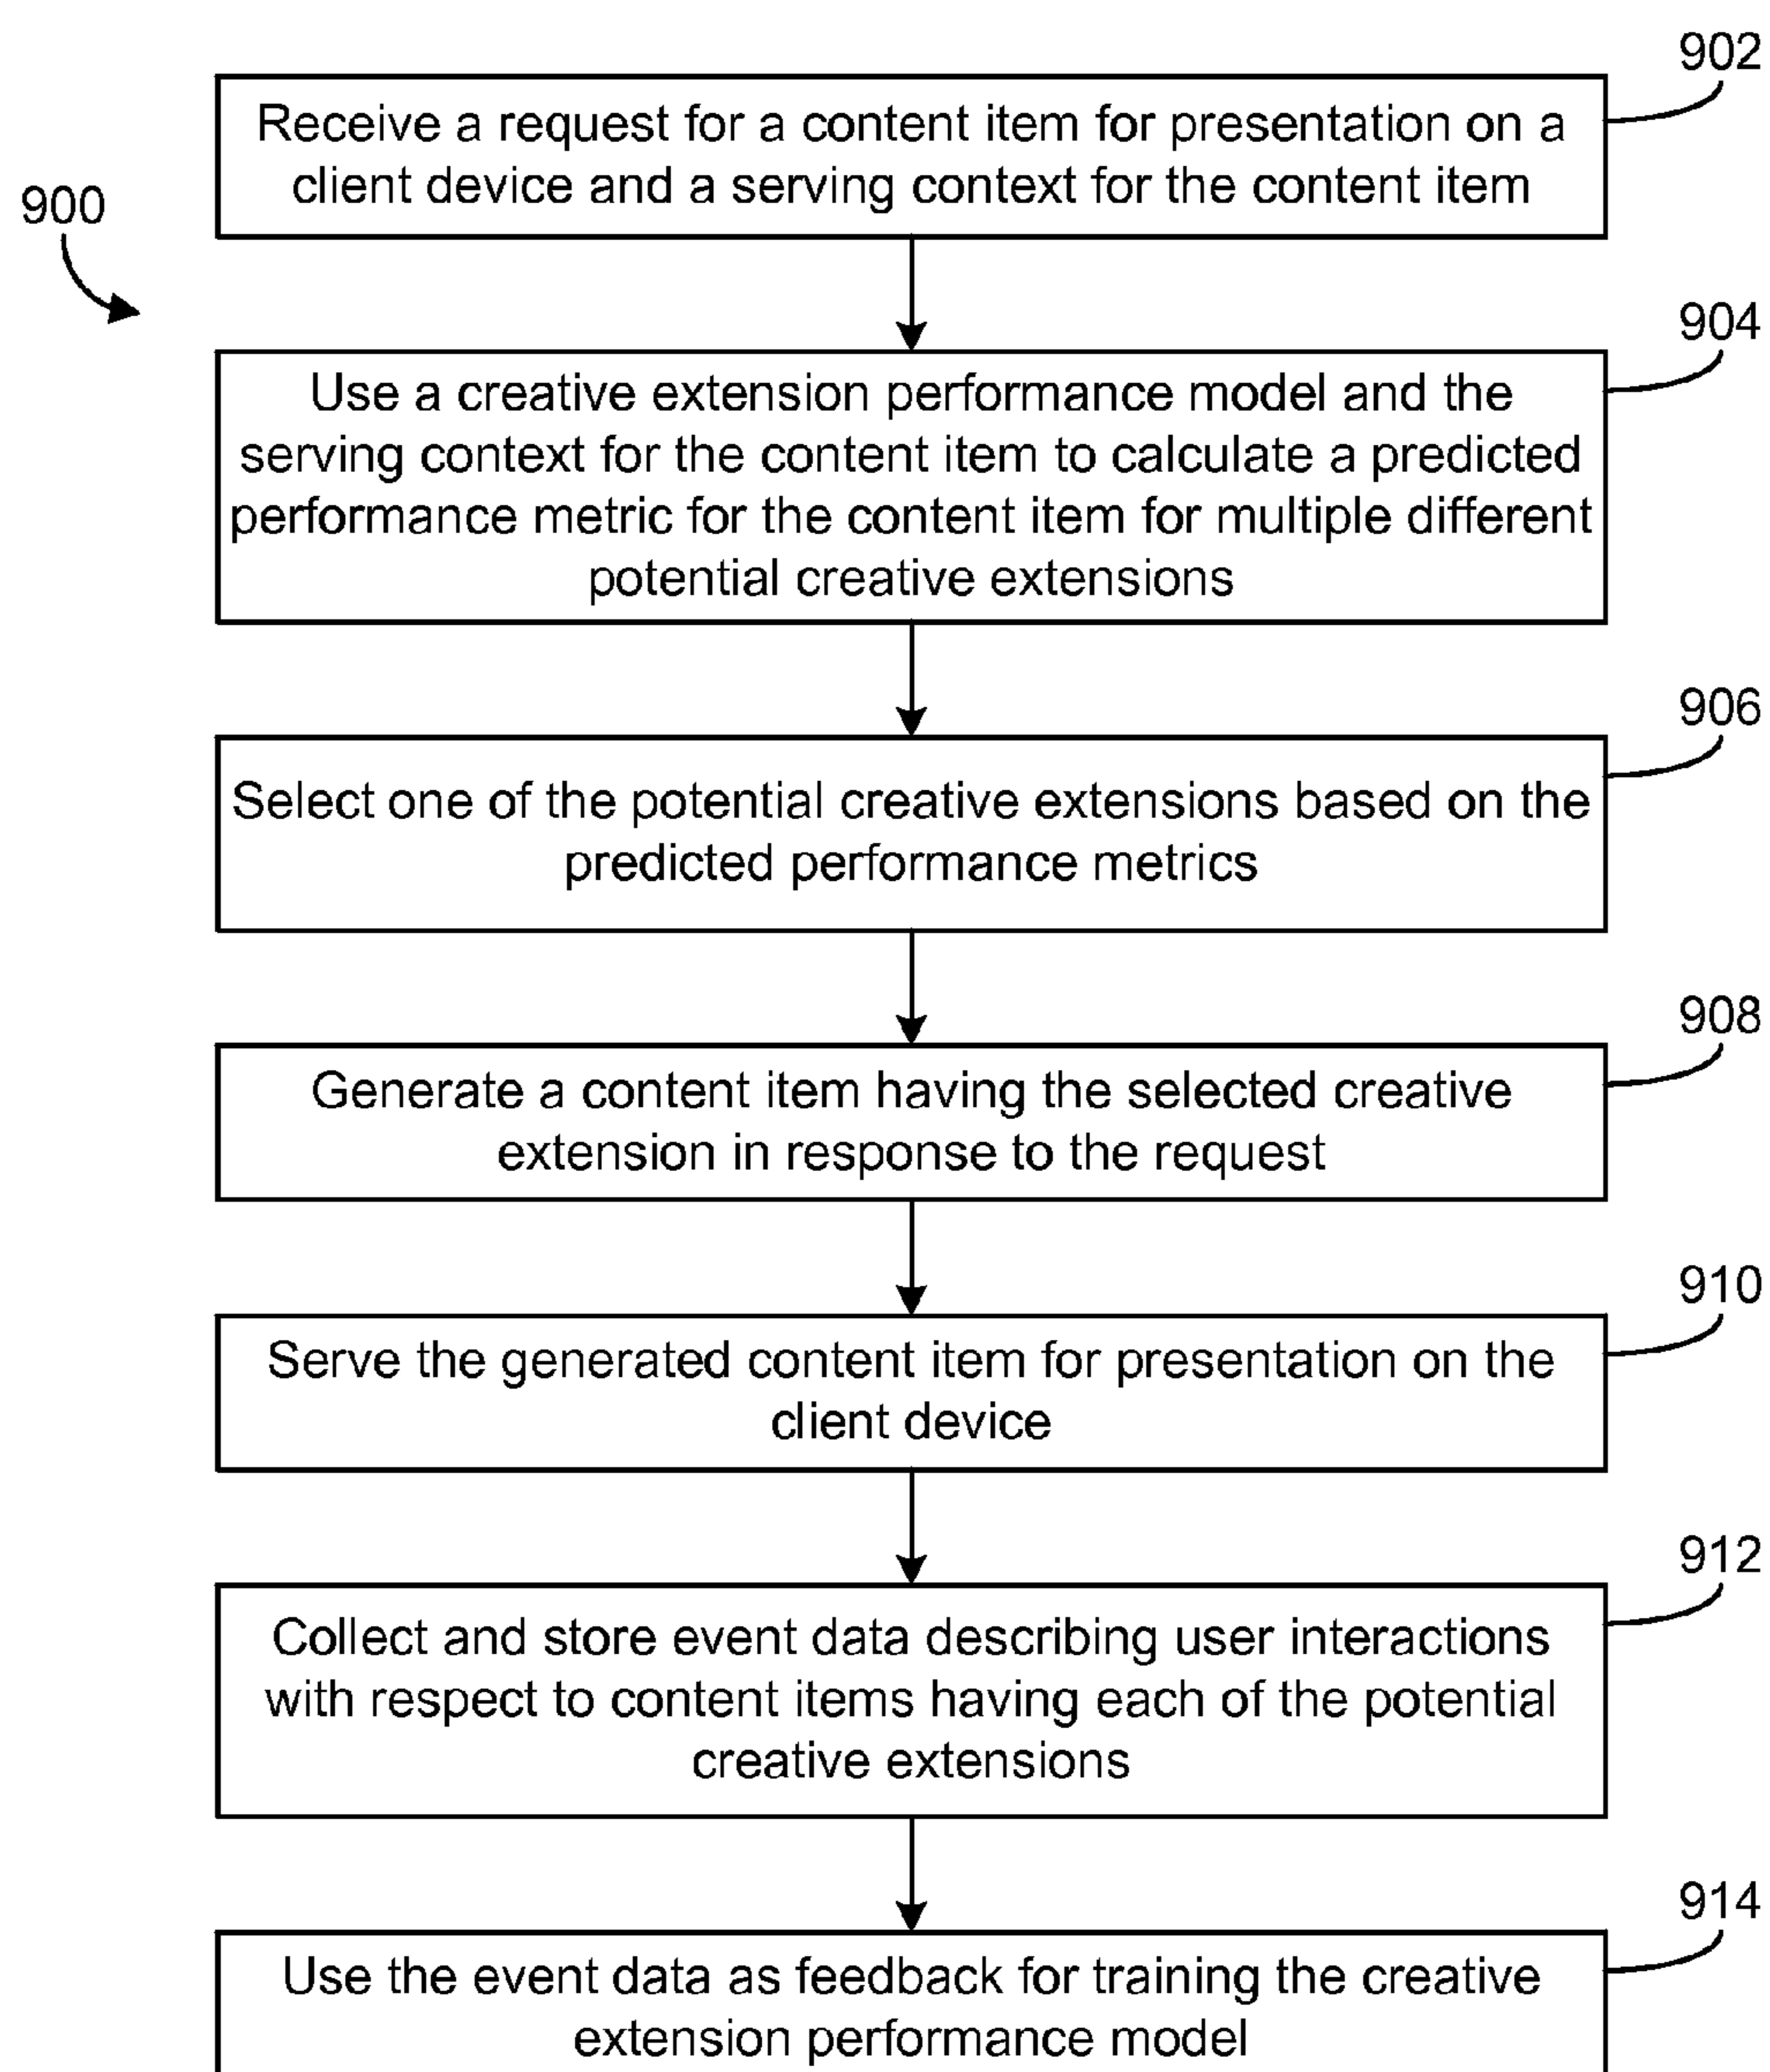 902
Receive a request for a content item for presentation on a
client device and a serving context for the content item
900
904
Use a creative extension performance model and the
serving context for the content item to calculate a predicted
performance metric for the content item for multiple different
potential creative extensions
906
Select one of the potential creative extensions based on the
predicted performance metrics
908
Generate a content item having the selected creative
extension in response to the request
910
Serve the generated content item for presentation on the
client device
912
Collect and store event data describing user interactions
with respect to content items having each of the potential
creative extensions
914
Use the event data as feedback for training the creative
extension performance model